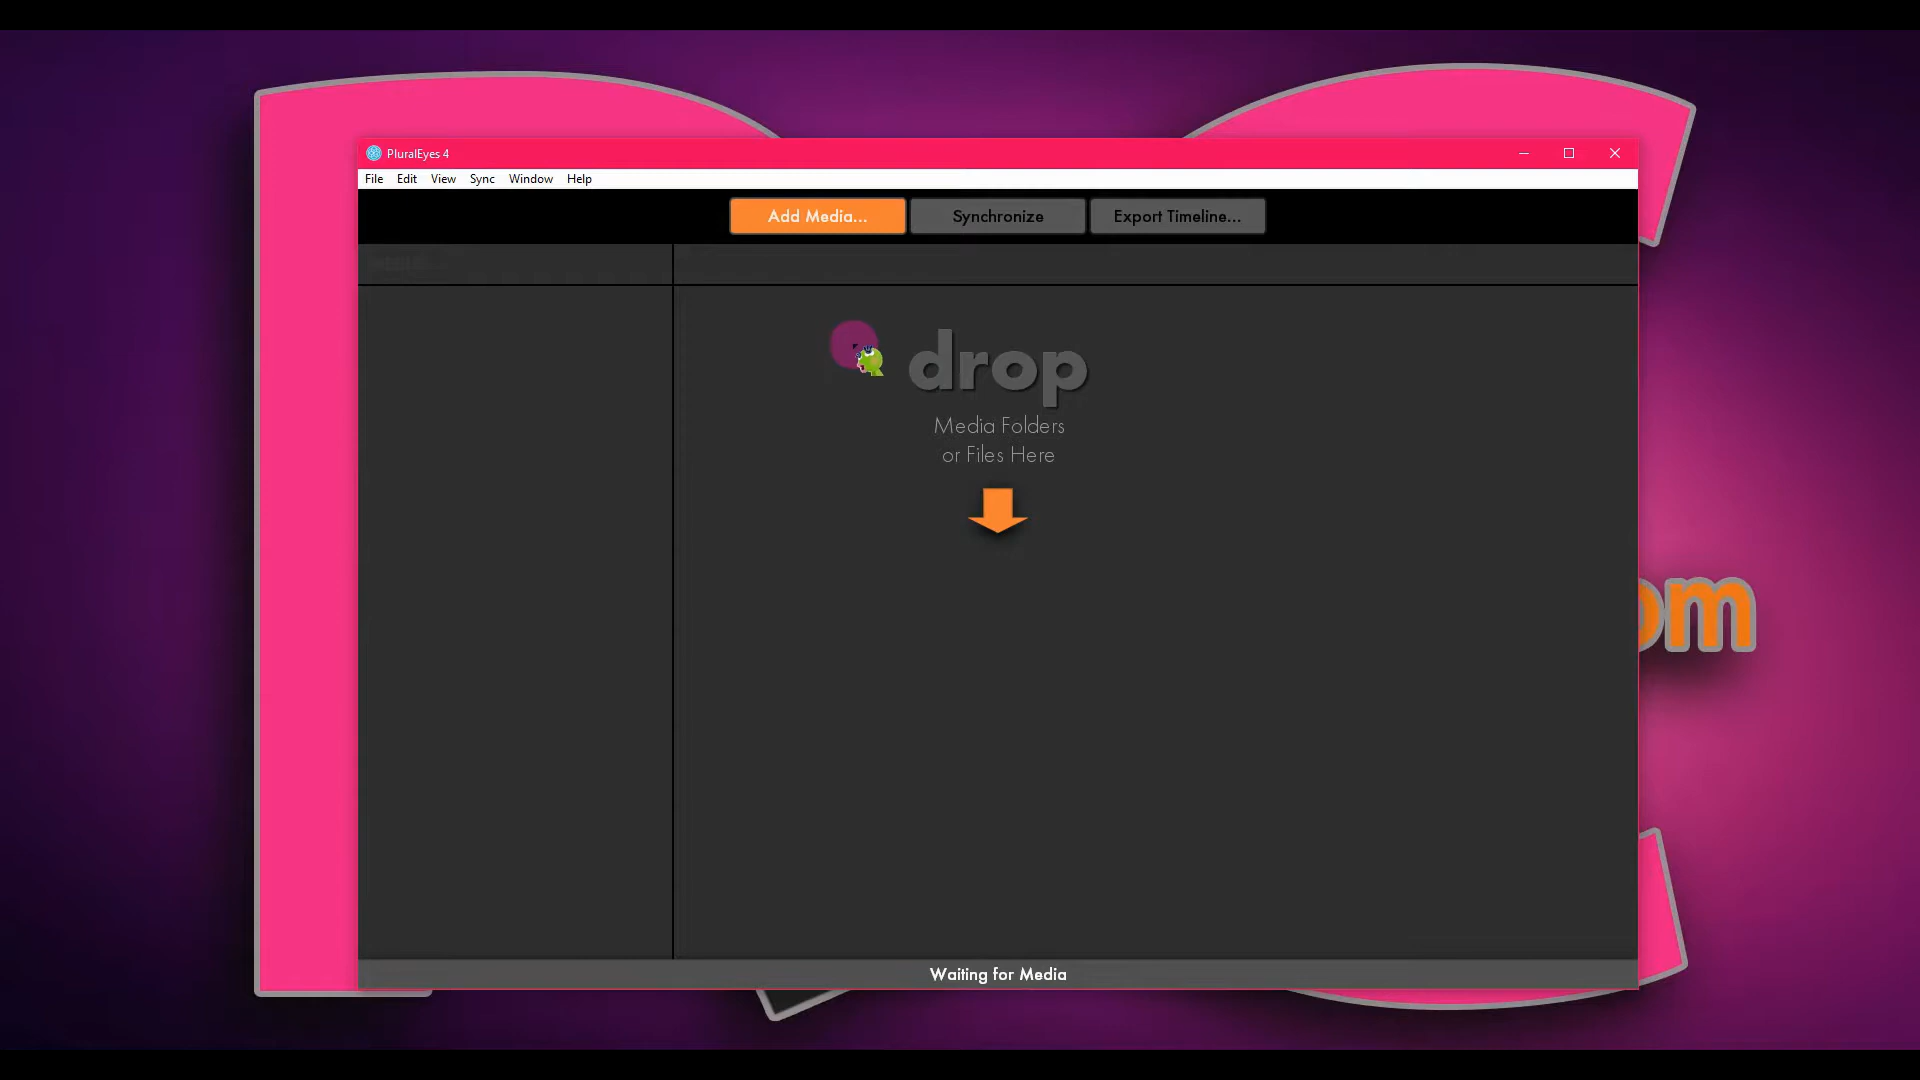 PluralEyes 4
File Edit View Sync Window Help
Add Media... Synchronize Export Timeline...
drop
Media Folders
or Files Here
om
Waiting for Media